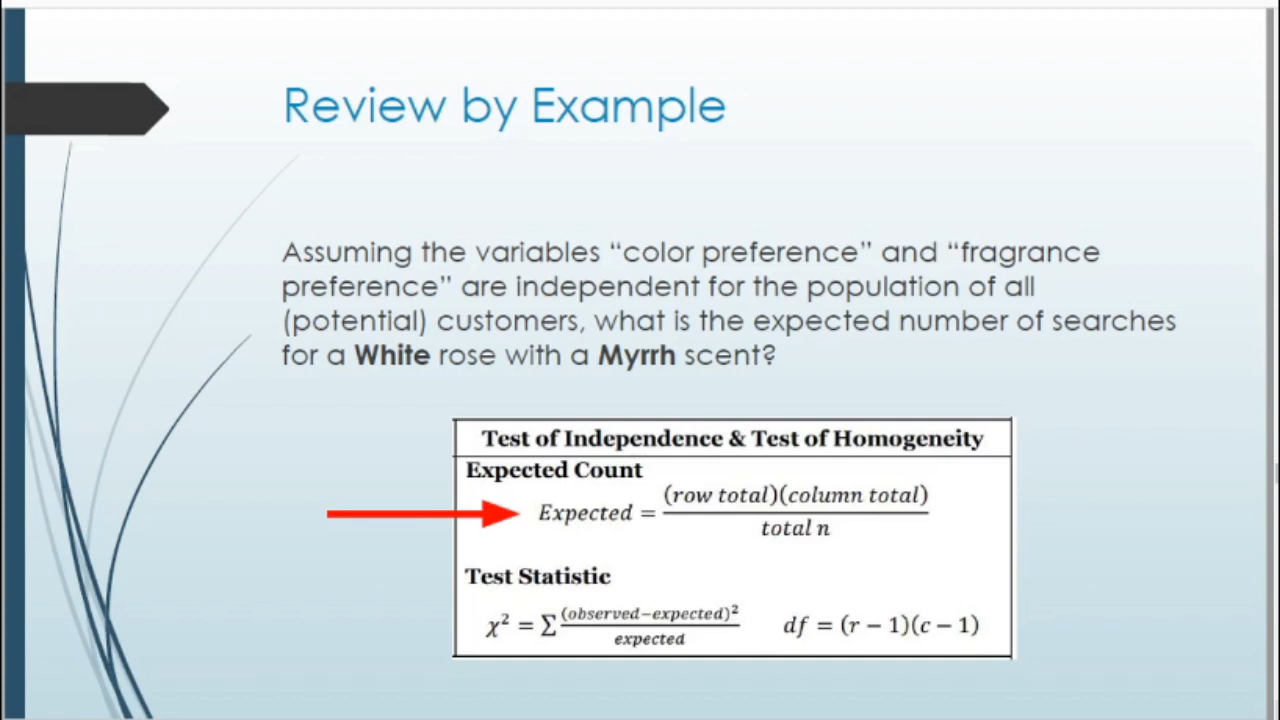 Review by Example
Assuming the variables “color preference” and “fragrance
preference” are independent for the population of all
(potential) customers, what is the expected number of searches
for a White rose with a Myrrh scent?
Test of Independence & Test of Homogeneity
Expected Count
Expected = (row total)(column total) / total n
Test Statistic
χ² = Σ (observed−expected)² / expected    df = (r − 1)(c − 1)